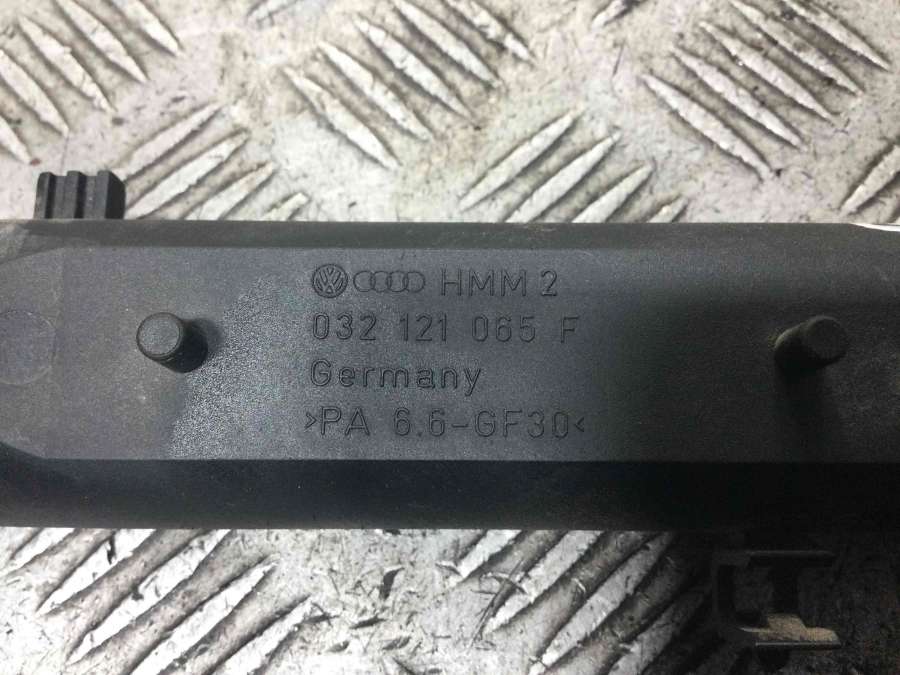 HMM 2
032 121 065 F
Germany
>PA 6.6-GF30<